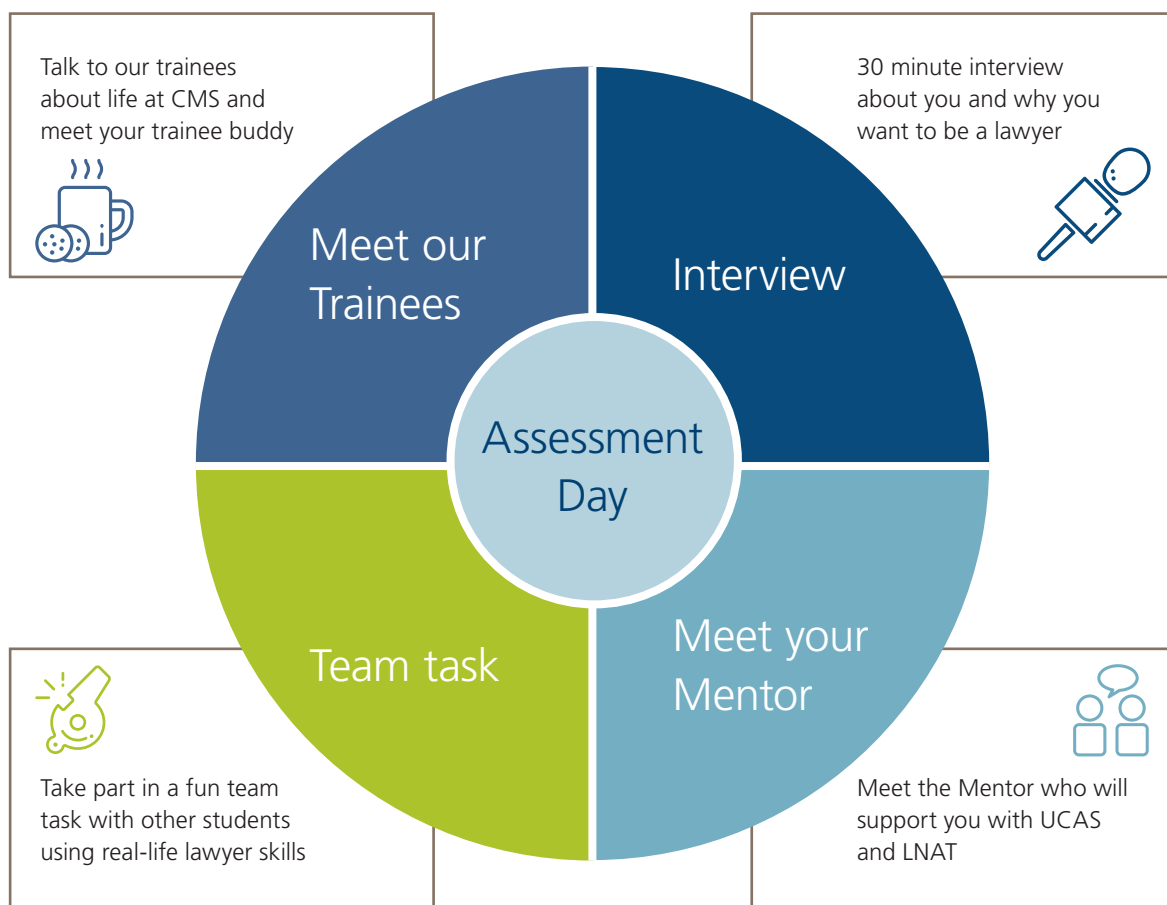 Talk to our trainees
about life at CMS and
meet your trainee buddy
30 minute interview
about you and why you
want to be a lawyer
Meet our
Trainees
Interview
Assessment
Day
Team task
Meet your
Mentor
Take part in a fun team
task with other students
using real-life lawyer skills
Meet the Mentor who will
support you with UCAS
and LNAT